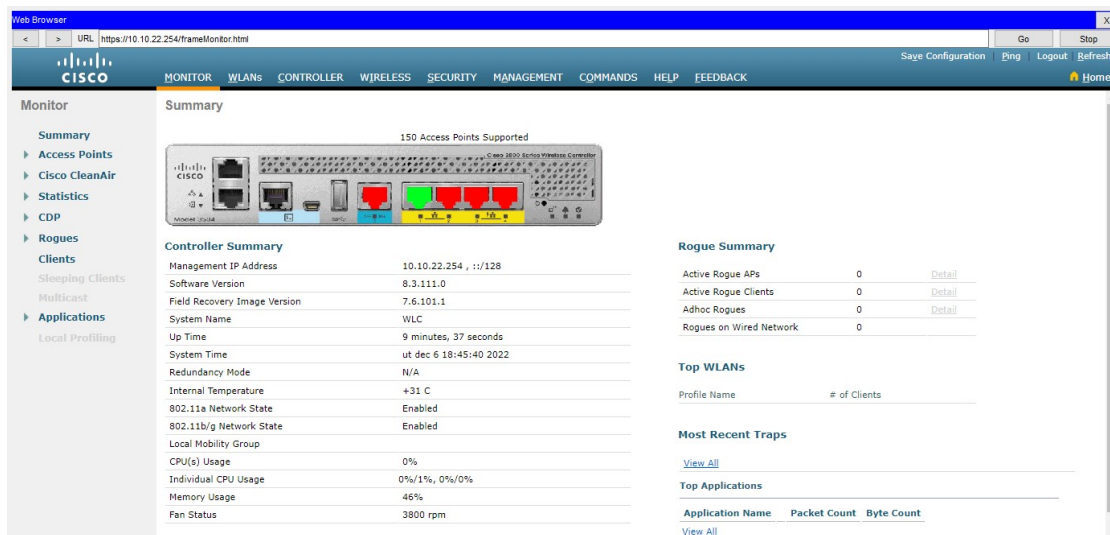 Web Browser X
< > URL https://10.10.22.254/frameMonitor.html Go Stop
Save Configuration Ping Logout Refresh
CISCO MONITOR WLANs CONTROLLER WIRELESS SECURITY MANAGEMENT COMMANDS HELP FEEDBACK Home
Monitor
Summary
Access Points
Cisco CleanAir
Statistics
CDP
Rogues
Clients
Sleeping Clients
Multicast
Applications
Local Profiling
Summary
150 Access Points Supported
Cisco 3500 Series Wireless Controller
CISCO
Model 3504
Controller Summary
Management IP Address 10.10.22.254 , ::/128
Software Version 8.3.111.0
Field Recovery Image Version 7.6.101.1
System Name WLC
Up Time 9 minutes, 37 seconds
System Time ut dec 6 18:45:40 2022
Redundancy Mode N/A
Internal Temperature +31 C
802.11a Network State Enabled
802.11b/g Network State Enabled
Local Mobility Group
CPU(s) Usage 0%
Individual CPU Usage 0%/1%, 0%/0%
Memory Usage 46%
Fan Status 3800 rpm
Rogue Summary
Active Rogue APs 0 Detail
Active Rogue Clients 0 Detail
Adhoc Rogues 0 Detail
Rogues on Wired Network 0
Top WLANs
Profile Name # of Clients
Most Recent Traps
View All
Top Applications
Application Name Packet Count Byte Count
View All